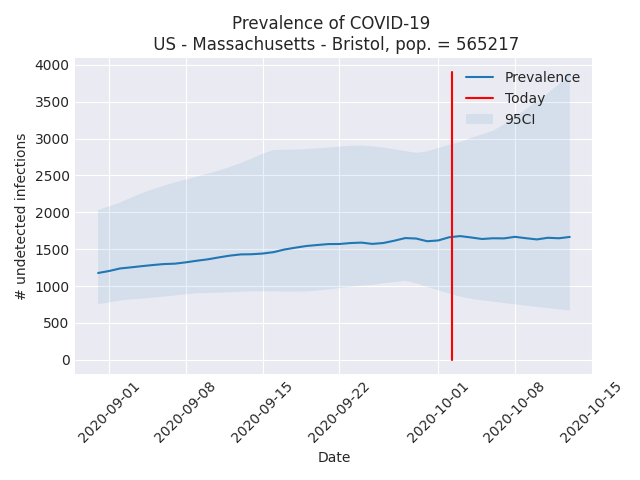 Prevalence of COVID-19
US - Massachusetts - Bristol, pop. = 565217
4000
3500
3000
2500
2000
1500
1000
500
0
# undetected infections
Prevalence
Today
95CI
2020-09-01
2020-09-08
2020-09-15
2020-09-22
2020-10-01
2020-10-08
2020-10-15
Date